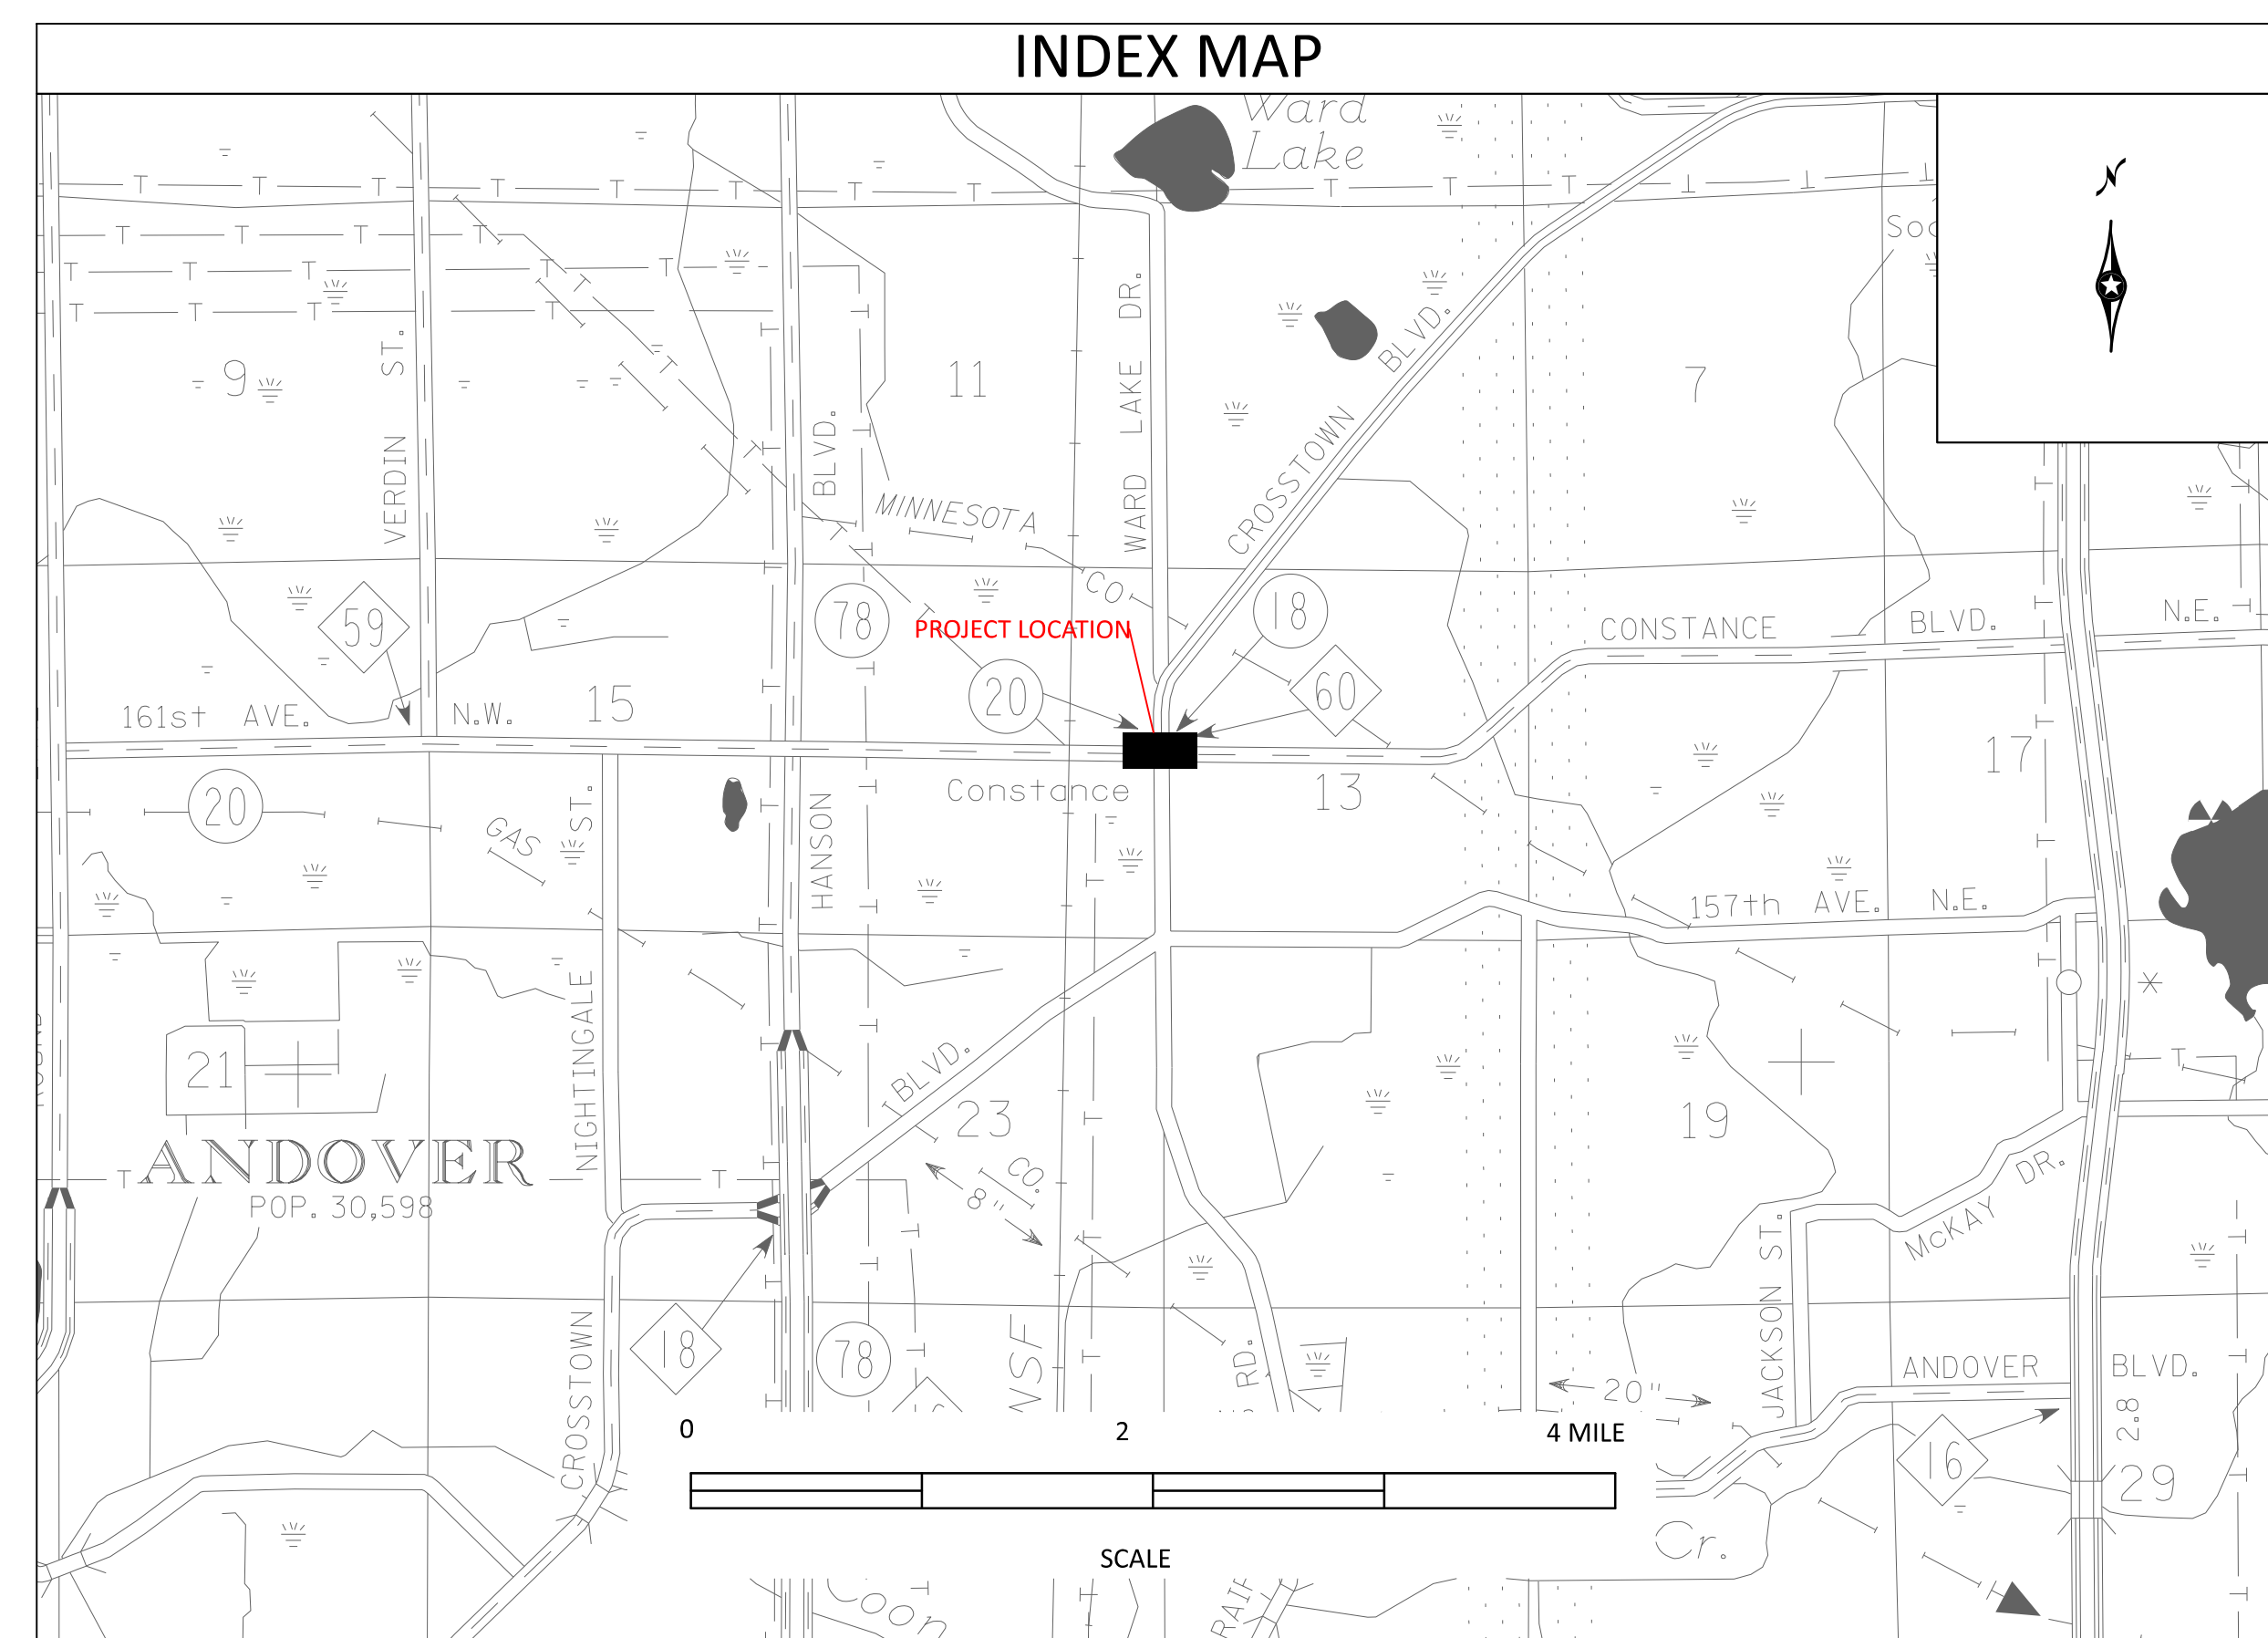 INDEX MAP
Ward
Lake
N
T T T T T T T T T T T
T T T T
T T T T T
T T T T
9
11
7
VERDIN ST.
BLVD.
WARD LAKE DR.
CROSSTOWN BLVD.
MINNESOTA
CO
59
78
18
PROJECT LOCATION
20
60
CONSTANCE BLVD. N.E.
161st AVE. N.W.
15
17
20
Constance
13
GAS
NIGHTINGALE ST.
HANSON
157th AVE. N.E.
21
BLVD.
23
19
ANDOVER
POP. 30,598
CO.
8"
McKAY DR.
JACKSON ST.
CROSSTOWN
18
78
RD.
20"
ANDOVER BLVD.
2.8
16
29
0 2 4 MILE
SCALE
Cr.
Coon